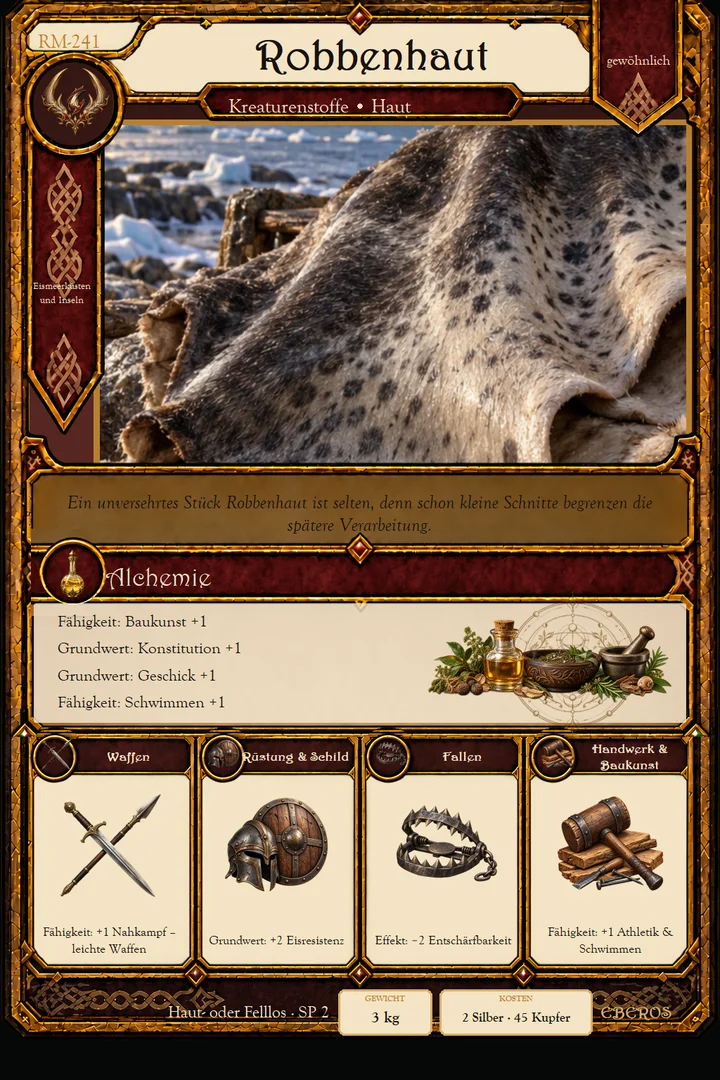 RM-241
Robbenhaut
gewöhnlich
Kreaturenstoffe • Haut
Eismeerküsten
und Inseln
Ein unversehrtes Stück Robbenhaut ist selten, denn schon kleine Schnitte begrenzen die
spätere Verarbeitung.
Alchemie
Fähigkeit: Baukunst +1
Grundwert: Konstitution +1
Grundwert: Geschick +1
Fähigkeit: Schwimmen +1
Waffen
Rüstung & Schild
Fallen
Handwerk &
Baukunst
Fähigkeit: +1 Nahkampf –
leichte Waffen
Grundwert: +2 Eisresistenz
Effekt: −2 Entschärfbarkeit
Fähigkeit: +1 Athletik &
Schwimmen
Haut- oder Felllos · SP 2
GEWICHT
3 kg
KOSTEN
2 Silber · 45 Kupfer
EBEROS